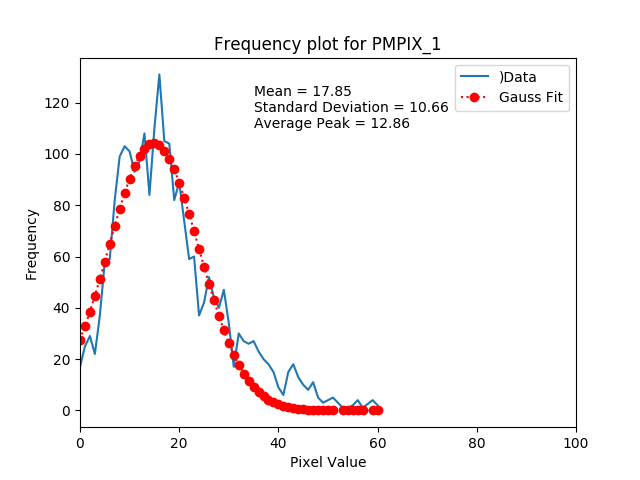 Frequency plot for PMPIX_1
)Data
Gauss Fit
Mean = 17.85
Standard Deviation = 10.66
Average Peak = 12.86
Frequency
120
100
80
60
40
20
0
0 20 40 60 80 100
Pixel Value